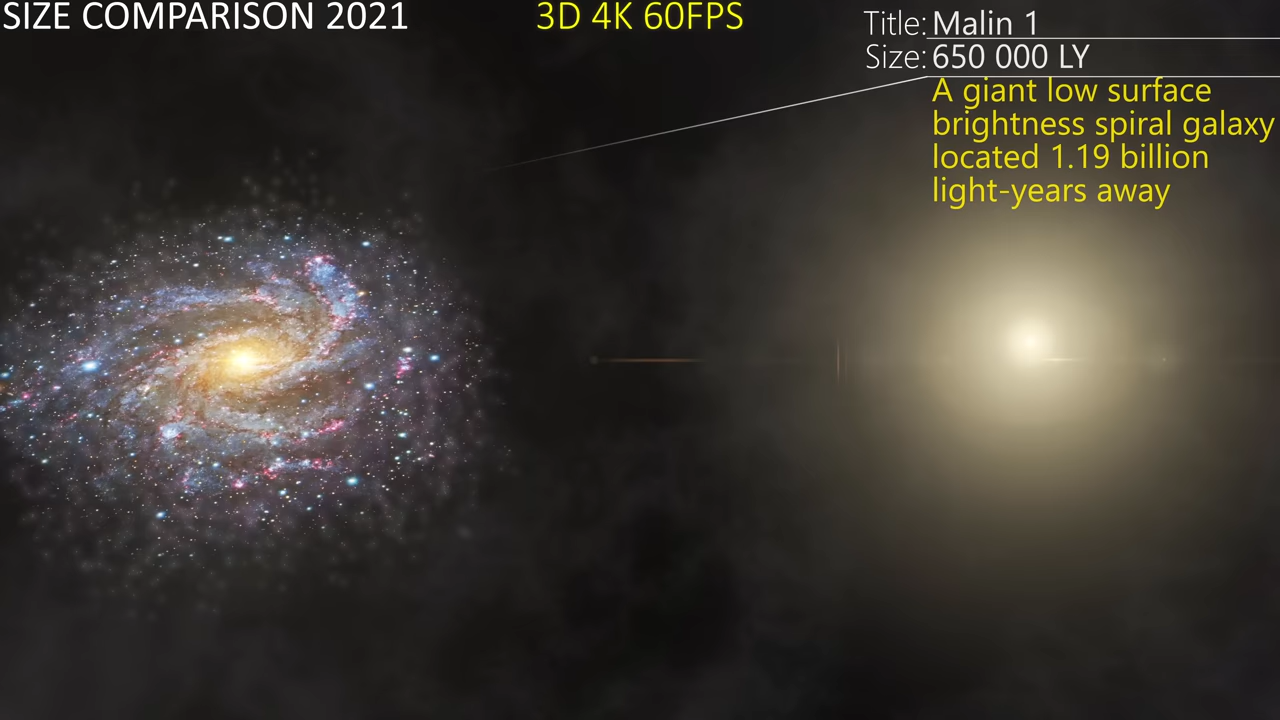 SIZE COMPARISON 2021
3D 4K 60FPS
Title: Malin 1
Size: 650 000 LY
A giant low surface
brightness spiral galaxy
located 1.19 billion
light-years away